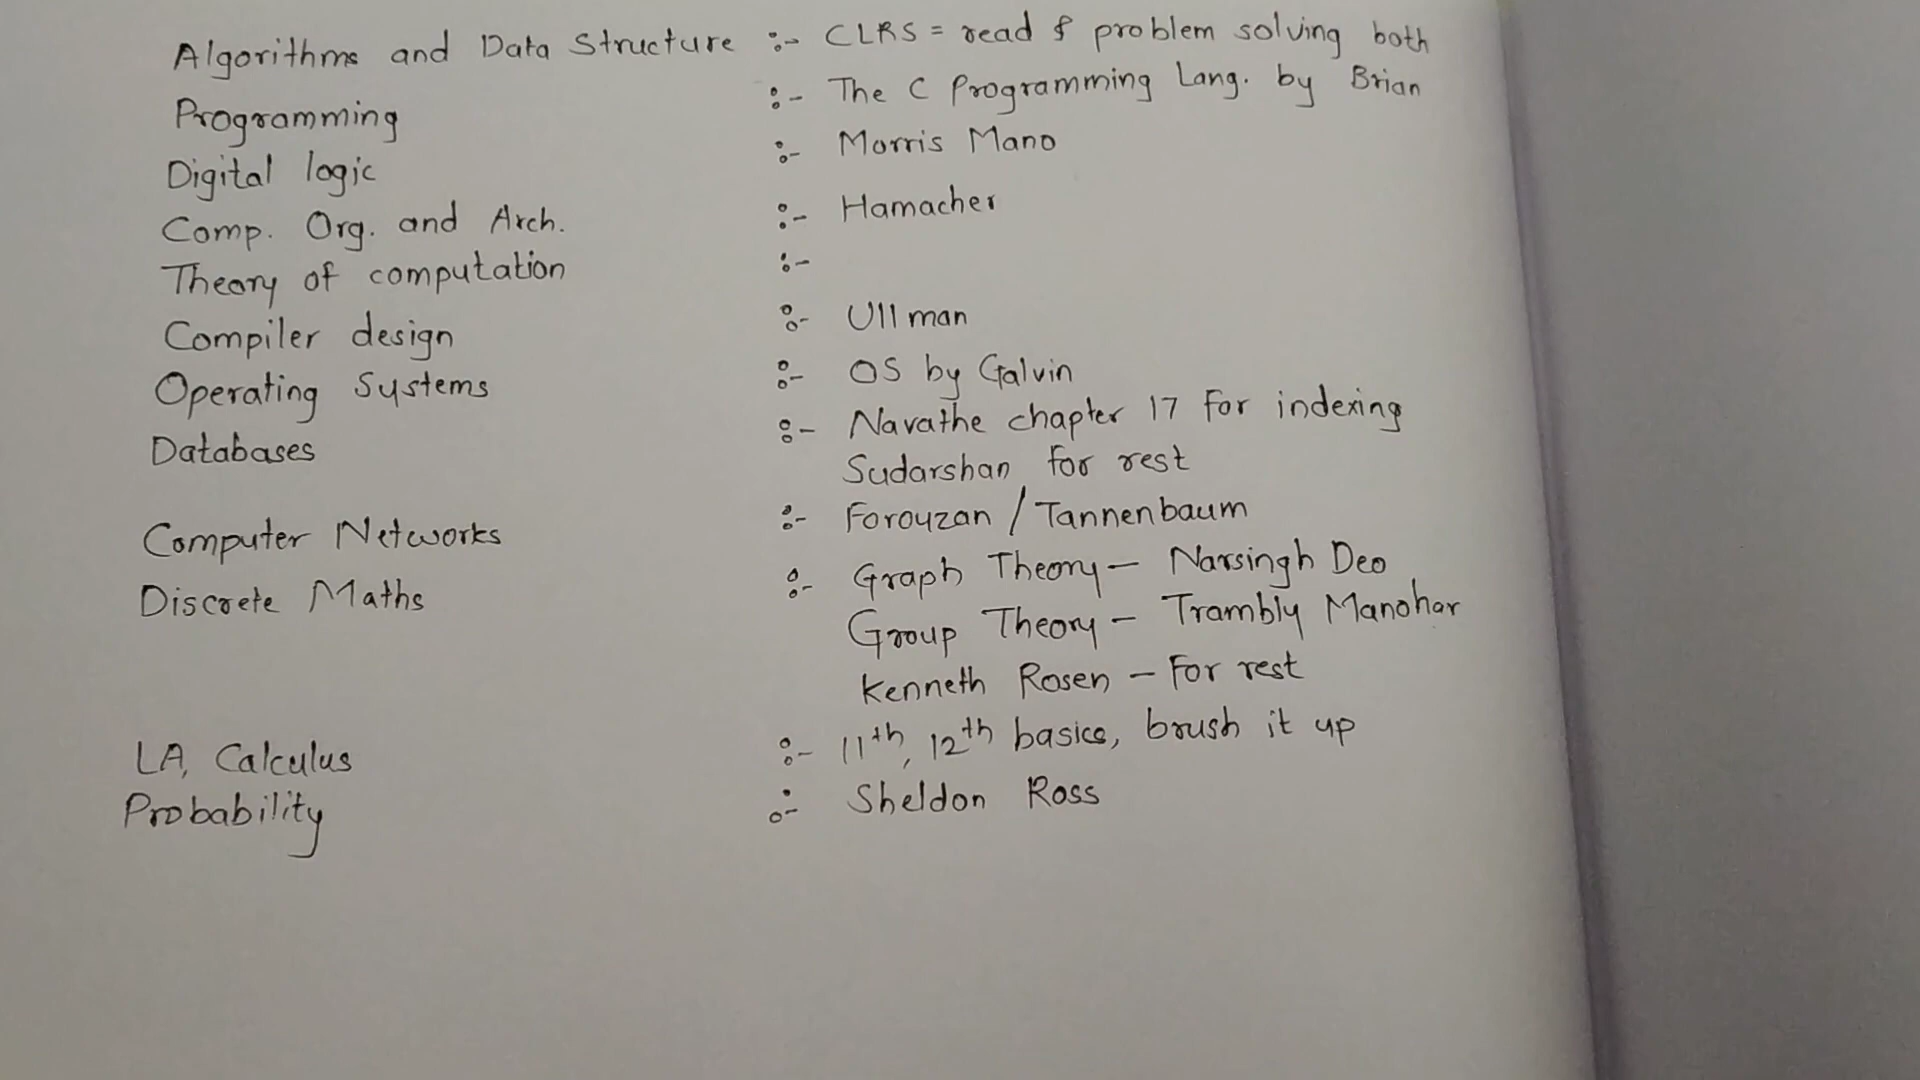 Algorithms and Data Structure :- CLRS = read & problem solving both
Programming :- The C Programming Lang. by Brian
Digital logic :- Morris Mano
Comp. Org. and Arch. :- Hamacher
Theory of computation :-
Compiler design :- Ullman
Operating Systems :- OS by Galvin
Databases :- Navathe chapter 17 For indexing
Sudarshan for rest
Computer Networks :- Forouzan / Tannenbaum
Discrete Maths :- Graph Theory - Narsingh Deo
Group Theory - Trambly Manohar
Kenneth Rosen - For rest
LA, Calculus :- 11th, 12th basics, brush it up
Probability :- Sheldon Ross